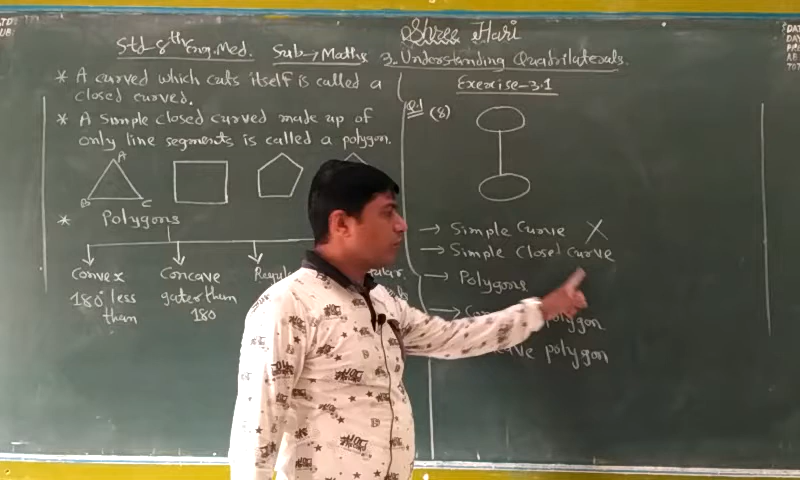 Shree Hari
Std 8th Eng. Med. Sub → Maths 3. Understanding Quadrilaterals.
* A curved which cuts itself is called a
closed curved.
* A simple closed curved made up of
only line segments is called a polygon.
A
B C
* Polygons
Convex Concave
180° less gater them
them 180
Exercise-3.1
Q.1 (8)
→ Simple Curve X
→ Simple Closed Curve
→ Polygons
polygon
polygon